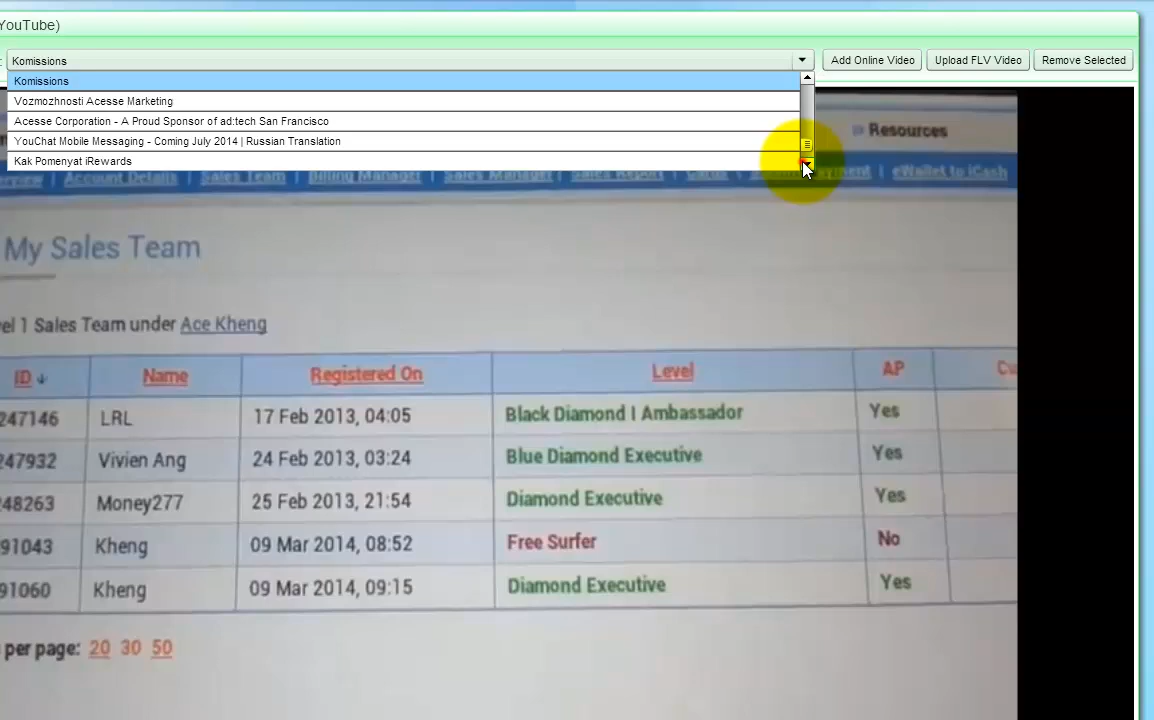 YouTube)
Komissions
Add Online Video Upload FLV Video Remove Selected
Komissions
Vozmozhnosti Acesse Marketing
Acesse Corporation - A Proud Sponsor of ad:tech San Francisco
YouChat Mobile Messaging - Coming July 2014 | Russian Translation
Kak Pomenyat iRewards
Resources
Account Details | Sales Team | Billing Manager | Sales Manager | Sales Report | eWallet to iCash
My Sales Team
1 Sales Team under Ace Kheng
ID Name Registered On Level AP
247146 LRL 17 Feb 2013, 04:05 Black Diamond I Ambassador Yes
247932 Vivien Ang 24 Feb 2013, 03:24 Blue Diamond Executive Yes
48263 Money277 25 Feb 2013, 21:54 Diamond Executive Yes
91043 Kheng 09 Mar 2014, 08:52 Free Surfer No
91060 Kheng 09 Mar 2014, 09:15 Diamond Executive Yes
per page: 20 30 50